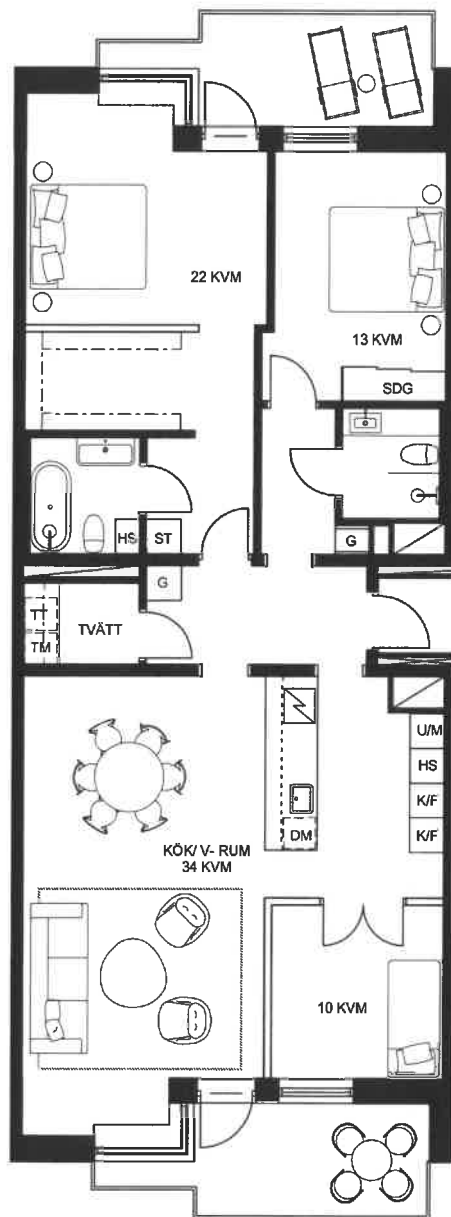 22 KVM
13 KVM
SDG
HS
ST
G
G
TT
TM
TVÄTT
U/M
HS
K/F
K/F
DM
KÖK/ V- RUM
34 KVM
10 KVM